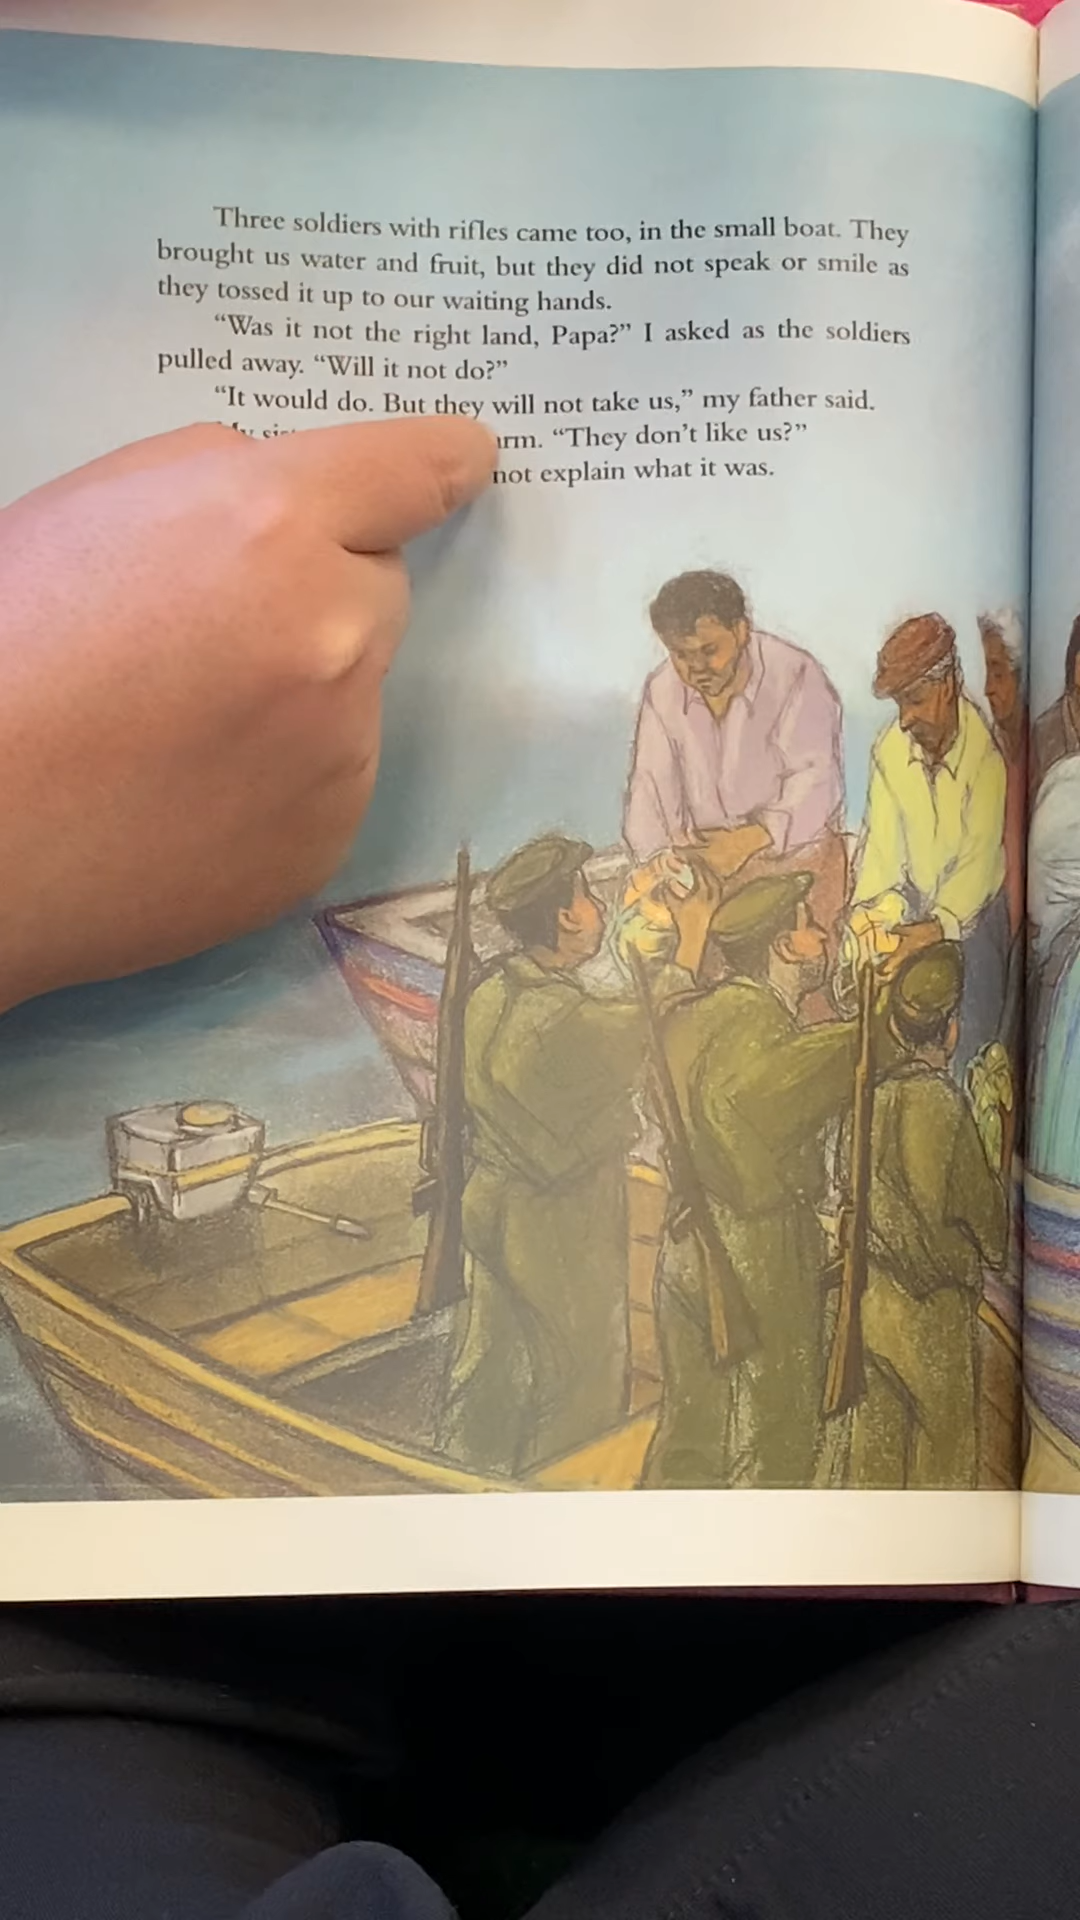 Three soldiers with rifles came too, in the small boat. They
brought us water and fruit, but they did not speak or smile as
they tossed it up to our waiting hands.
“Was it not the right land, Papa?” I asked as the soldiers
pulled away. “Will it not do?”
“It would do. But they will not take us,” my father said.
“They don’t like us?”
not explain what it was.